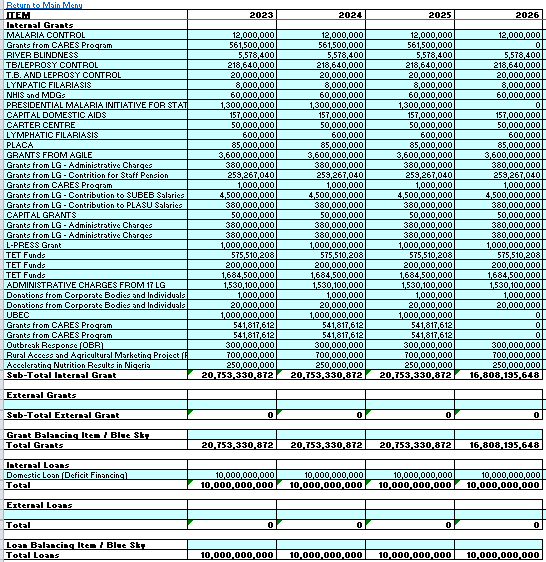 Return to Main Menu
ITEM 2023 2024 2025 2026
Internal Grants
MALARIA CONTROL 12,000,000 12,000,000 12,000,000 12,000,000
Grants from CARES Program 561,500,000 561,500,000 561,500,000 0
RIVER BLINDNESS 5,578,400 5,578,400 5,578,400 5,578,400
TB/LEPROSY CONTROL 218,640,000 218,640,000 218,640,000 218,640,000
T.B. AND LEPROSY CONTROL 20,000,000 20,000,000 20,000,000 20,000,000
LYNPATIC FILARIASIS 8,000,000 8,000,000 8,000,000 8,000,000
NHIS and MDGs 60,000,000 60,000,000 60,000,000 60,000,000
PRESIDENTIAL MALARIA INITIATIVE FOR STAT 1,300,000,000 1,300,000,000 1,300,000,000 0
CAPITAL DOMESTIC AIDS 157,000,000 157,000,000 157,000,000 157,000,000
CARTER CENTRE 50,000,000 50,000,000 50,000,000 50,000,000
LYMPHATIC FILARIASIS 600,000 600,000 600,000 600,000
PLACA 85,000,000 85,000,000 85,000,000 85,000,000
GRANTS FROM AGILE 3,600,000,000 3,600,000,000 3,600,000,000 3,600,000,000
Grants from LG - Administrative Charges 380,000,000 380,000,000 380,000,000 380,000,000
Grants from LG - Contrition for Staff Pension 259,267,040 259,267,040 259,267,040 259,267,040
Grants from CARES Program 1,000,000 1,000,000 1,000,000 1,000,000
Grants from LG - Contribution to SUBEB Salaries 4,500,000,000 4,500,000,000 4,500,000,000 4,500,000,000
Grants from LG - Contribution to PLASU Salaries 380,000,000 380,000,000 380,000,000 380,000,000
CAPITAL GRANTS 50,000,000 50,000,000 50,000,000 50,000,000
Grants from LG - Administrative Charges 380,000,000 380,000,000 380,000,000 380,000,000
Grants from LG - Administrative Charges 380,000,000 380,000,000 380,000,000 380,000,000
L-PRESS Grant 1,000,000,000 1,000,000,000 1,000,000,000 1,000,000,000
TET Funds 575,510,208 575,510,208 575,510,208 575,510,208
TET Funds 200,000,000 200,000,000 200,000,000 200,000,000
TET Funds 1,684,500,000 1,684,500,000 1,684,500,000 1,684,500,000
ADMINISTRATIVE CHARGES FROM 17 LG 1,530,100,000 1,530,100,000 1,530,100,000 1,530,100,000
Donations from Corporate Bodies and Individuals 1,000,000 1,000,000 1,000,000 1,000,000
Donations from Corporate Bodies and Individuals 20,000,000 20,000,000 20,000,000 20,000,000
UBEC 1,000,000,000 1,000,000,000 1,000,000,000 0
Grants from CARES Program 541,817,612 541,817,612 541,817,612 0
Grants from CARES Program 541,817,612 541,817,612 541,817,612 0
Outbreak Response (OBR) 300,000,000 300,000,000 300,000,000 300,000,000
Rural Access and Agricultural Marketing Project (F 700,000,000 700,000,000 700,000,000 700,000,000
Accelerating Nutrition Results in Nigeria 250,000,000 250,000,000 250,000,000 250,000,000
Sub-Total Internal Grant 20,753,330,872 20,753,330,872 20,753,330,872 16,808,195,648
External Grants
Sub-Total External Grant 0 0 0 0
Grant Balancing Item / Blue Sky
Total Grants 20,753,330,872 20,753,330,872 20,753,330,872 16,808,195,648
Internal Loans
Domestic Loan (Deficit Financing) 10,000,000,000 10,000,000,000 10,000,000,000 10,000,000,000
Total 10,000,000,000 10,000,000,000 10,000,000,000 10,000,000,000
External Loans
Total 0 0 0 0
Loan Balancing Item / Blue Sky
Total Loans 10,000,000,000 10,000,000,000 10,000,000,000 10,000,000,000